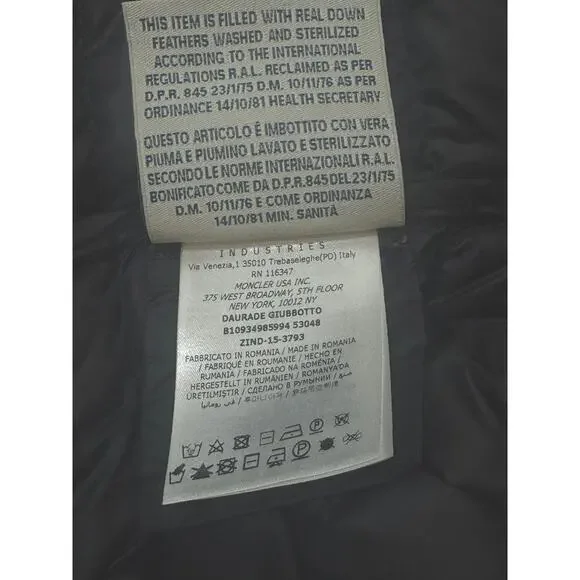 THIS ITEM IS FILLED WITH REAL DOWN
FEATHERS WASHED AND STERILIZED
ACCORDING TO THE INTERNATIONAL
REGULATIONS R.A.L. RECLAIMED AS PER
D.P.R. 845 23/1/75 D.M. 10/11/76 AS PER
ORDINANCE 14/10/81 HEALTH SECRETARY
QUESTO ARTICOLO È IMBOTTITO CON VERA
PIUMA E PIUMINO LAVATO E STERILIZZATO
SECONDO LE NORME INTERNAZIONALI R.A.L.
BONIFICATO COME DA D.P.R. 845 DEL 23/1/75
D.M. 10/11/76 E COME ORDINANZA
14/10/81 MIN. SANITÀ
INDUSTRIES
Via Venezia,1 35010 Trebaseleghe(PD) Italy
RN 116347
MONCLER USA INC.
375 WEST BROADWAY, 5TH FLOOR
NEW YORK, 10012 NY
DAURADE GIUBBOTTO
B10934985994 53048
ZIND-15-3793
FABBRICATO IN ROMANIA / MADE IN ROMANIA
/ FABRIQUÉ EN ROUMANIE / HECHO EN
RUMANIA / FABRICADO NA ROMÉNIA /
HERGESTELLT IN RUMÄNIEN / ROMANYA'DA
ÜRETILMIŞTIR / СДЕЛАНО В РУМЫНИИ / صنع
في رومانيا /